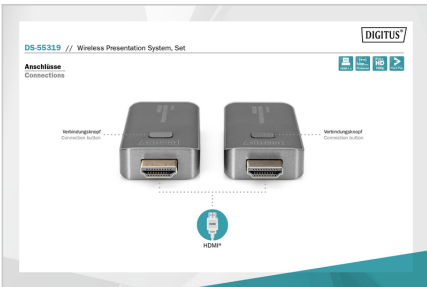 DIGITUS®
DS-55319 // Wireless Presentation System, Set
Anschlüsse
Connections
Verbindungsknopf
Connection button
Verbindungsknopf
Connection button
HDMI®